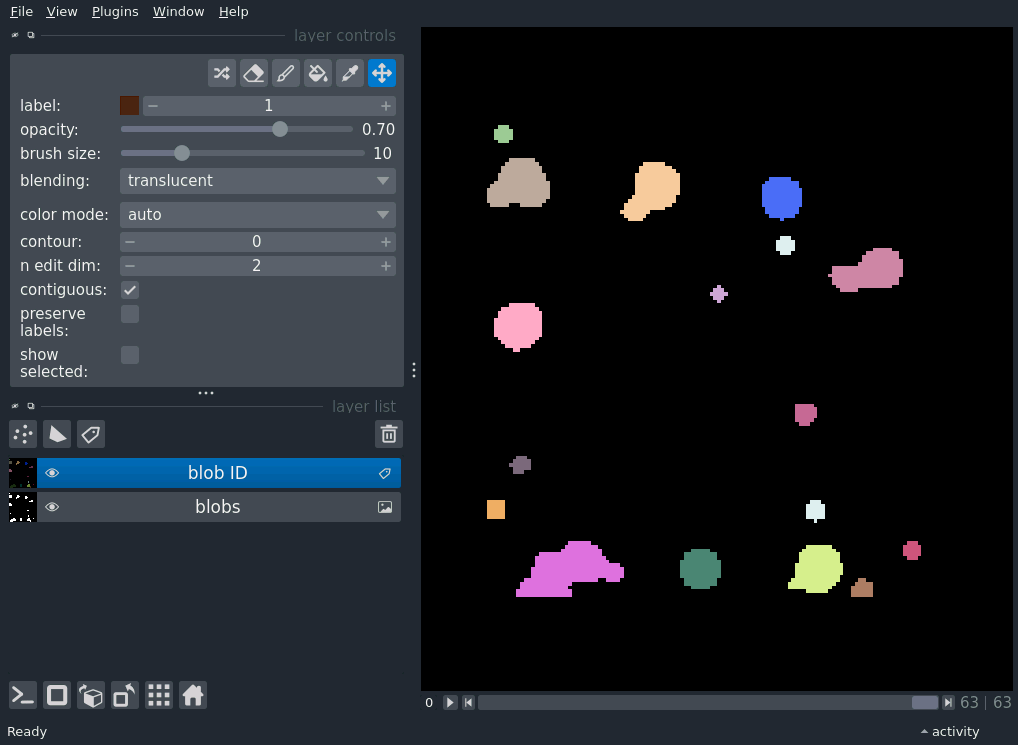 File View Plugins Window Help
layer controls
label: 1
opacity: 0.70
brush size: 10
blending: translucent
color mode: auto
contour: 0
n edit dim: 2
contiguous:
preserve
labels:
show
selected:
layer list
blob ID
blobs
0 63 | 63
Ready activity